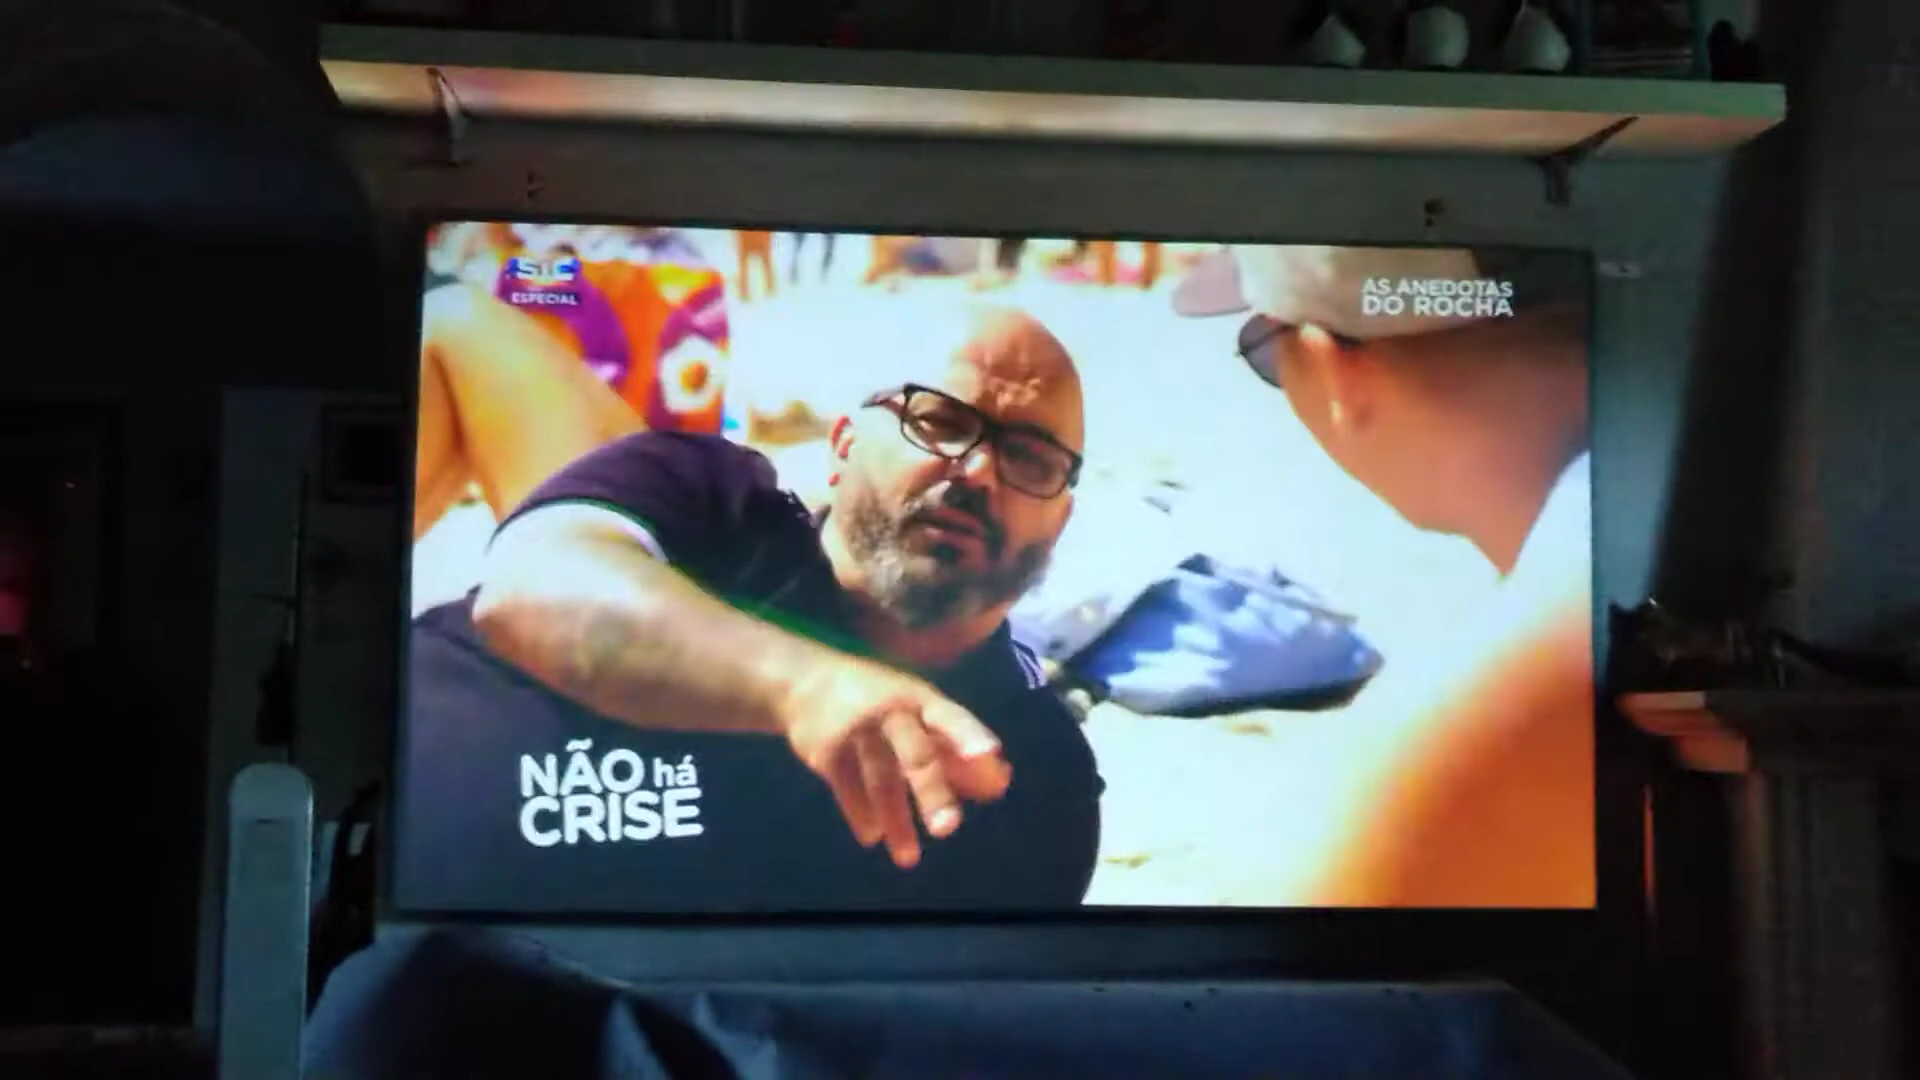 SIC
ESPECIAL
AS ANEDOTAS
DO ROCHA
NÃO há
CRISE